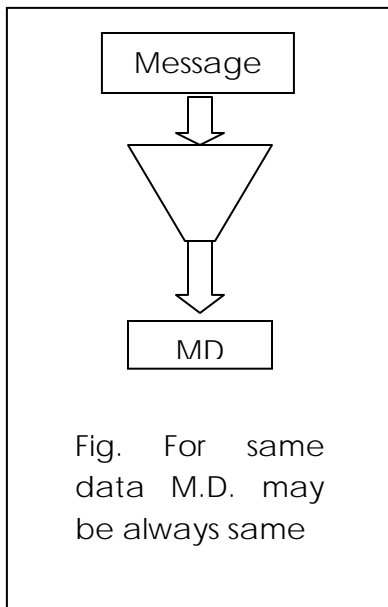 Message
MD
Fig. For same
data M.D. may
be always same